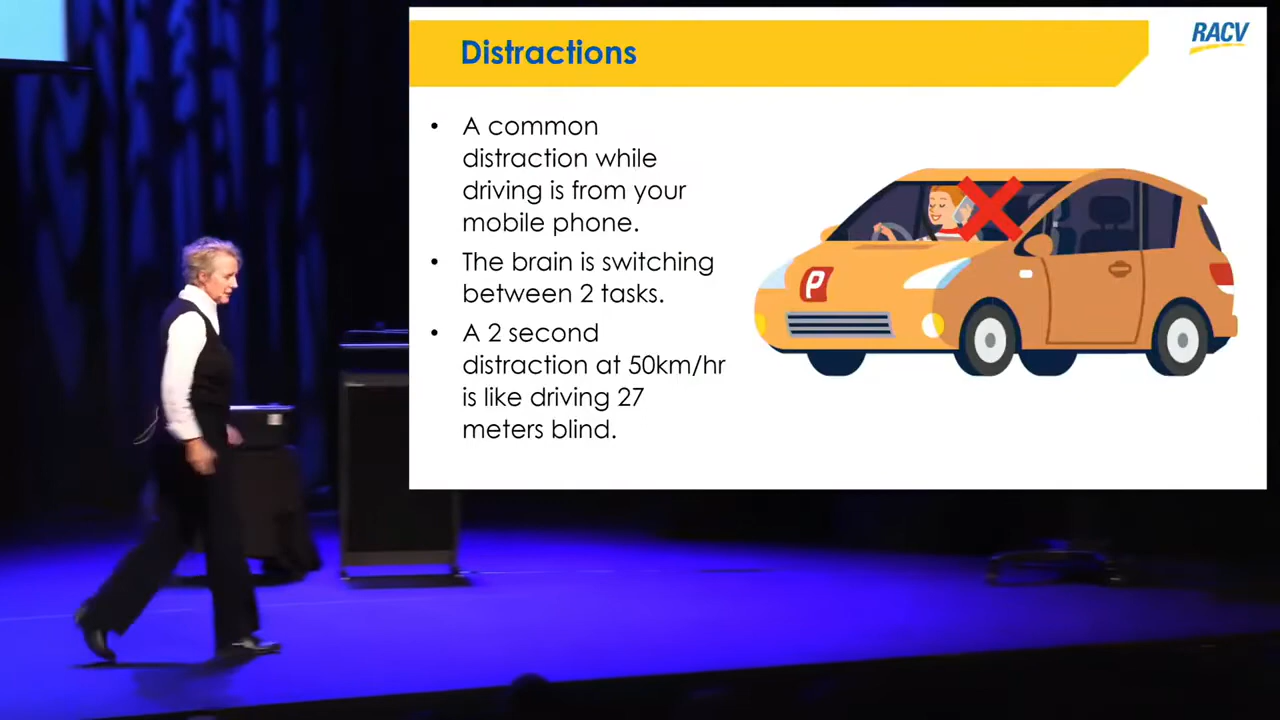 RACV
Distractions
• A common
distraction while
driving is from your
mobile phone.
• The brain is switching
between 2 tasks.
• A 2 second
distraction at 50km/hr
is like driving 27
meters blind.
P